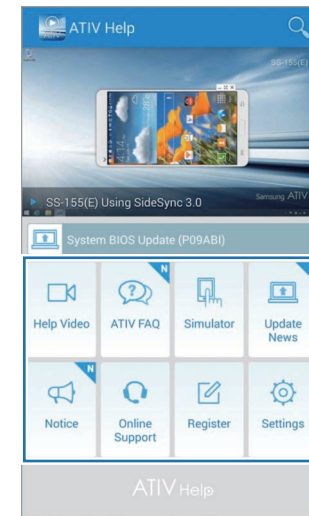 ATIV Help
SS-155(E)
SS-155(E) Using SideSync 3.0
Samsung ATIV
System BIOS Update (P09ABI)
N
Help Video
ATIV FAQ
Simulator
Update
News
N
Notice
Online
Support
Register
Settings
ATIV Help